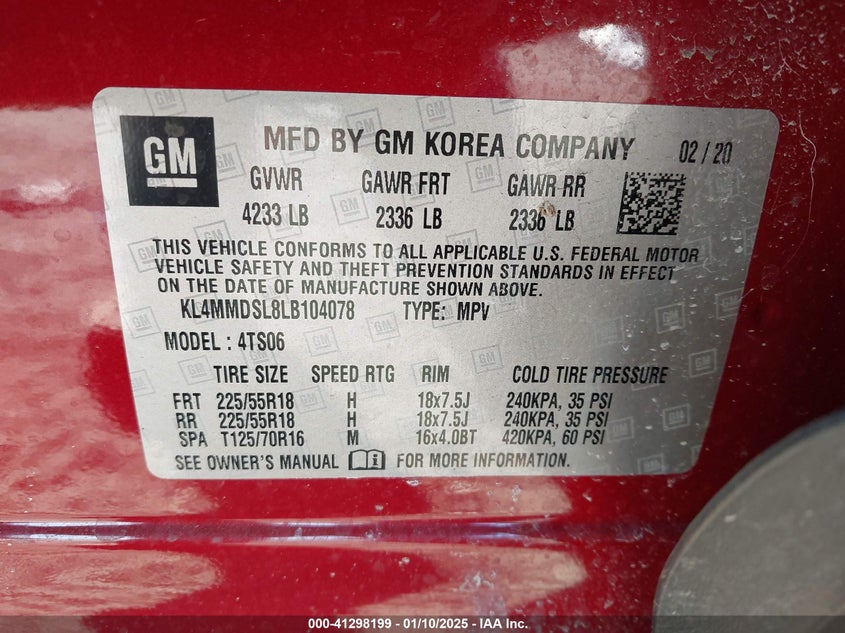 GM MFD BY GM KOREA COMPANY 02/20
GVWR GAWR FRT GAWR RR
4233 LB 2336 LB 2336 LB
THIS VEHICLE CONFORMS TO ALL APPLICABLE U.S. FEDERAL MOTOR
VEHICLE SAFETY AND THEFT PREVENTION STANDARDS IN EFFECT
ON THE DATE OF MANUFACTURE SHOWN ABOVE.
KL4MMDSL8LB104078 TYPE: MPV
MODEL: 4TS06
TIRE SIZE SPEED RTG RIM COLD TIRE PRESSURE
FRT 225/55R18 H 18x7.5J 240KPA, 35 PSI
RR 225/55R18 H 18x7.5J 240KPA, 35 PSI
SPA T125/70R16 M 16x4.0BT 420KPA, 60 PSI
SEE OWNER'S MANUAL FOR MORE INFORMATION.
000-41298199 - 01/10/2025 - IAA Inc.